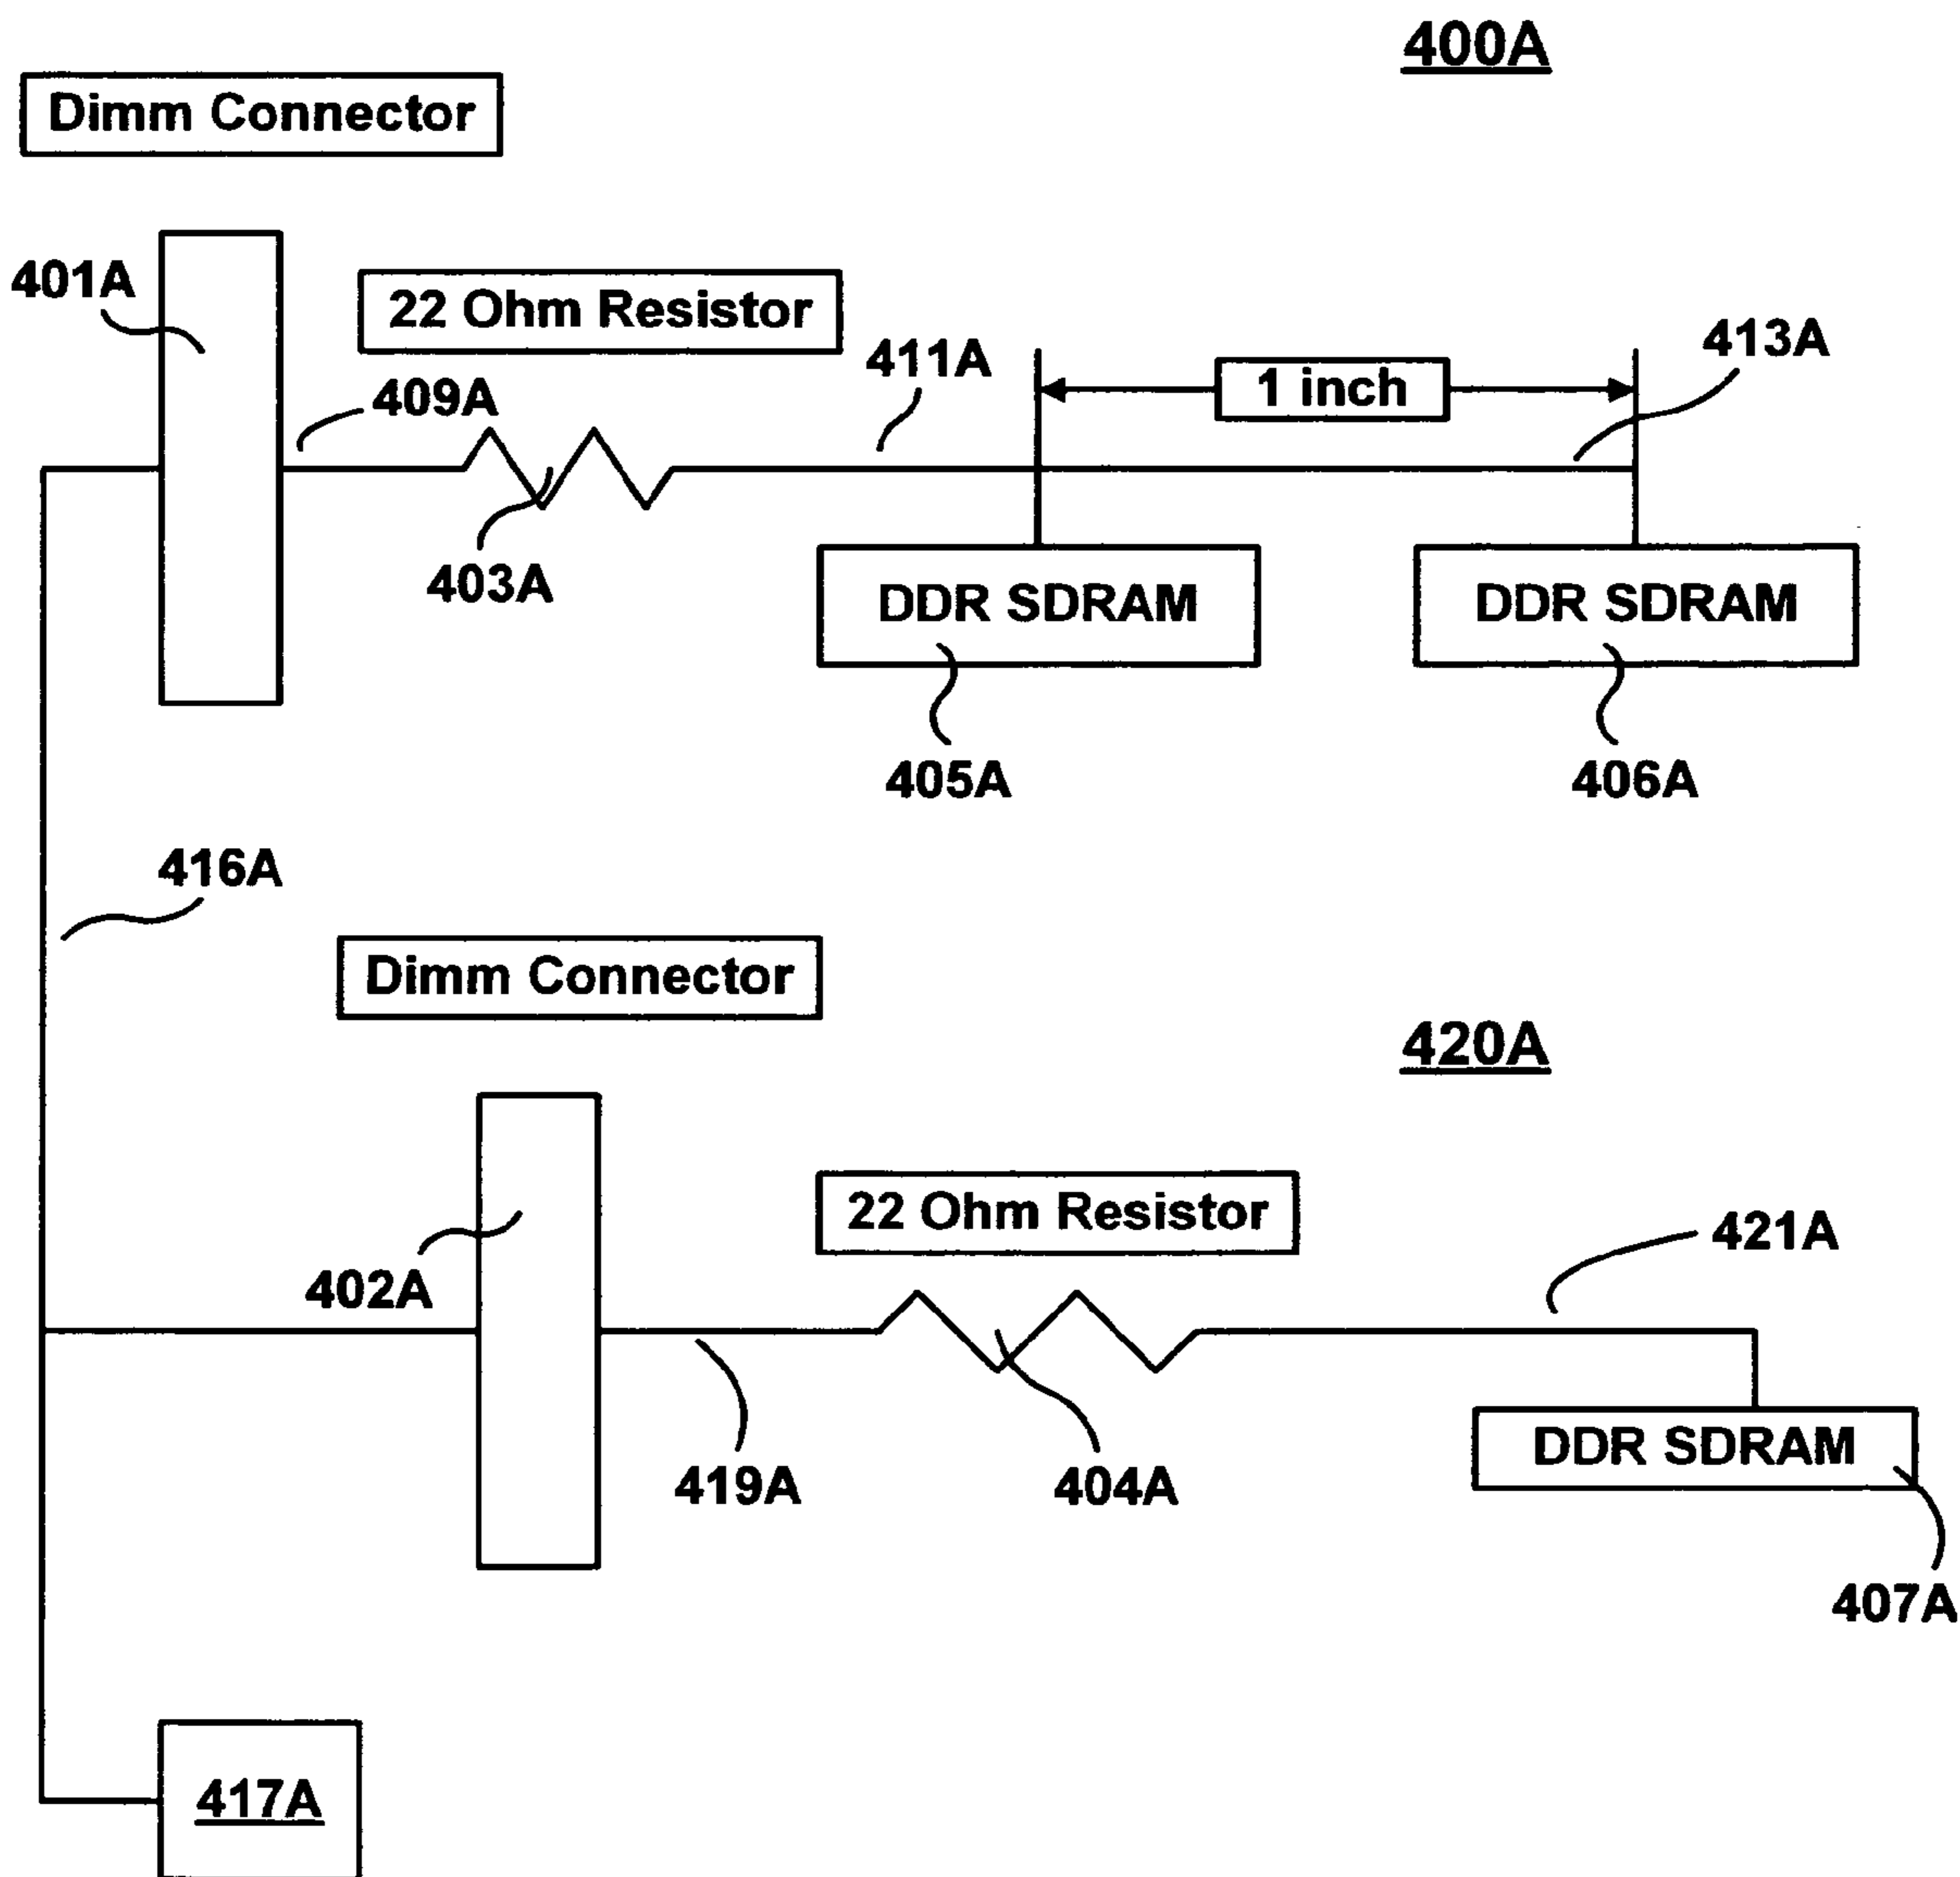 400A
Dimm Connector
401A
22 Ohm Resistor
409A
411A
1 inch
413A
403A
DDR SDRAM
DDR SDRAM
405A
406A
416A
Dimm Connector
420A
22 Ohm Resistor
421A
402A
419A
404A
DDR SDRAM
407A
417A